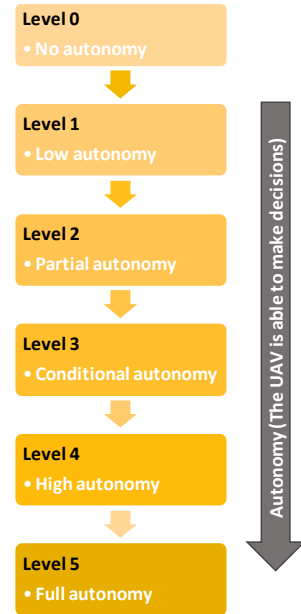 Level 0
• No autonomy
Level 1
• Low autonomy
Level 2
• Partial autonomy
Level 3
• Conditional autonomy
Level 4
• High autonomy
Level 5
• Full autonomy
Autonomy (The UAV is able to make decisions)